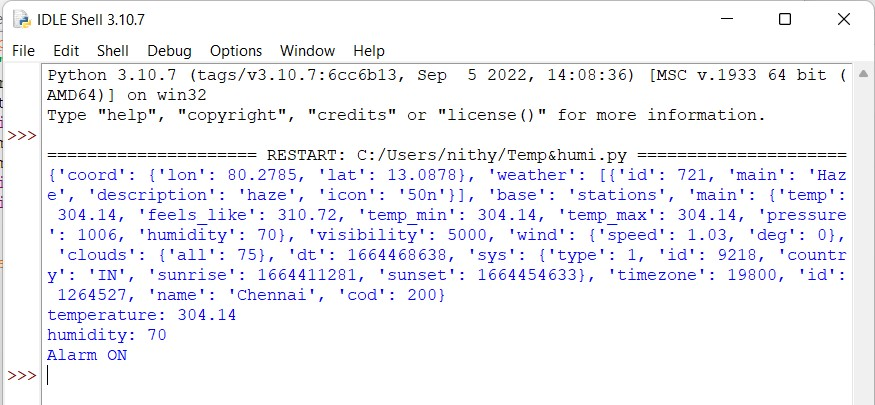 IDLE Shell 3.10.7
File Edit Shell Debug Options Window Help
Python 3.10.7 (tags/v3.10.7:6cc6b13, Sep  5 2022, 14:08:36) [MSC v.1933 64 bit (
AMD64)] on win32
Type "help", "copyright", "credits" or "license()" for more information.
>>>
===================== RESTART: C:/Users/nithy/Temp&humi.py =====================
{'coord': {'lon': 80.2785, 'lat': 13.0878}, 'weather': [{'id': 721, 'main': 'Haz
e', 'description': 'haze', 'icon': '50n'}], 'base': 'stations', 'main': {'temp':
 304.14, 'feels_like': 310.72, 'temp_min': 304.14, 'temp_max': 304.14, 'pressure
': 1006, 'humidity': 70}, 'visibility': 5000, 'wind': {'speed': 1.03, 'deg': 0},
 'clouds': {'all': 75}, 'dt': 1664468638, 'sys': {'type': 1, 'id': 9218, 'countr
y': 'IN', 'sunrise': 1664411281, 'sunset': 1664454633}, 'timezone': 19800, 'id':
 1264527, 'name': 'Chennai', 'cod': 200}
temperature: 304.14
humidity: 70
Alarm ON
>>>